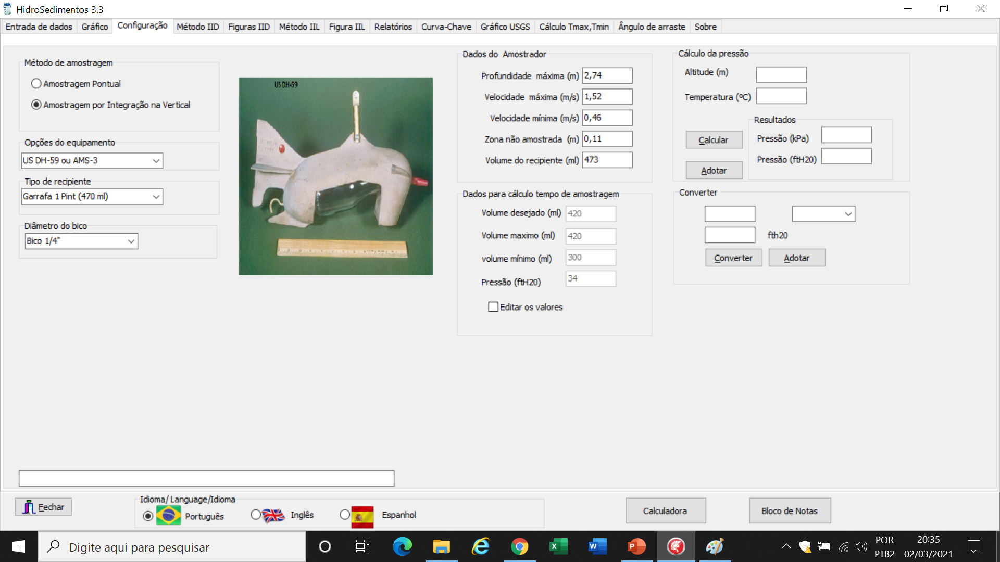 HidroSedimentos 3.3
Entrada de dados Gráfico Configuração Método IID Figuras IID Método IIL Figura IIL Relatórios Curva-Chave Gráfico USGS Cálculo Tmax,Tmin Ângulo de arraste Sobre
Método de amostragem
Amostragem Pontual
Amostragem por Integração na Vertical
Opções do equipamento
US DH-59 ou AMS-3
Tipo de recipiente
Garrafa 1 Pint (470 ml)
Diâmetro do bico
Bico 1/4"
US DH-59
Dados do Amostrador
Profundidade máxima (m) 2,74
Velocidade máxima (m/s) 1,52
Velocidade mínima (m/s) 0,46
Zona não amostrada (m) 0,11
Volume do recipiente (ml) 473
Dados para cálculo tempo de amostragem
Volume desejado (ml) 420
Volume maximo (ml) 420
volume mínimo (ml) 300
Pressão (ftH20) 34
Editar os valores
Cálculo da pressão
Altitude (m)
Temperatura (ºC)
Resultados
Calcular
Pressão (kPa)
Pressão (ftH20)
Adotar
Converter
fth20
Converter Adotar
Fechar
Idioma/ Language/Idioma
Português Inglês Espanhol
Calculadora
Bloco de Notas
Digite aqui para pesquisar
POR
PTB2
20:35
02/03/2021